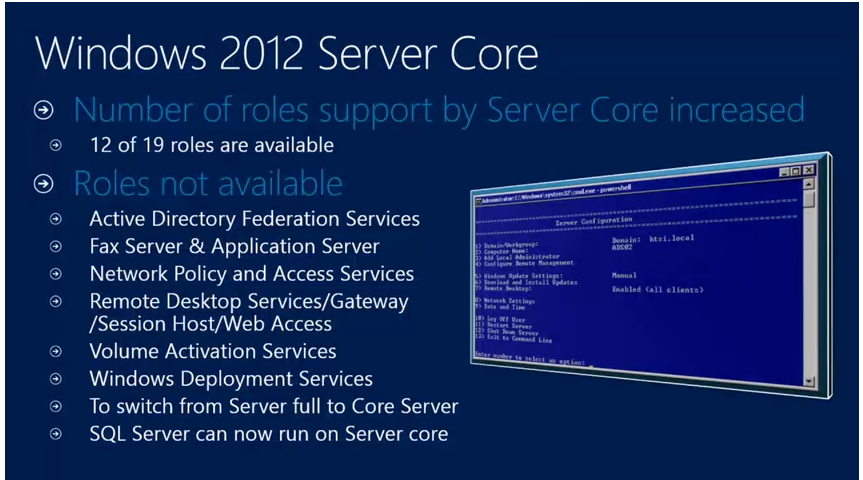 Windows 2012 Server Core
Number of roles support by Server Core increased
12 of 19 roles are available
Roles not available
Active Directory Federation Services
Fax Server & Application Server
Network Policy and Access Services
Remote Desktop Services/Gateway
/Session Host/Web Access
Volume Activation Services
Windows Deployment Services
To switch from Server full to Core Server
SQL Server can now run on Server core
Administrator: C:\Windows\system32\cmd.exe - powershell
Server Configuration
1) Domain/Workgroup: Domain: btsi.local
2) Computer Name: ADS02
3) Add Local Administrator
4) Configure Remote Management
5) Windows Update Settings: Manual
6) Download and Install Updates
7) Remote Desktop: Enabled (all clients)
8) Network Settings
9) Date and Time
10) Log Off User
11) Restart Server
12) Shut Down Server
13) Exit to Command Line
Enter number to select an option: